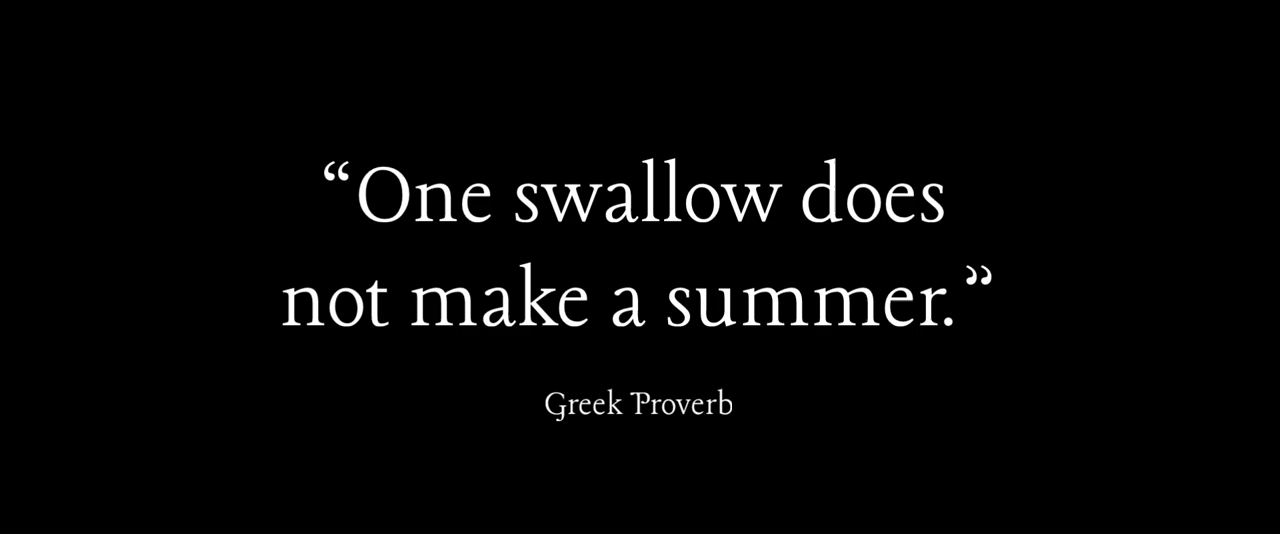 “One swallow does
not make a summer.”
Greek Proverb